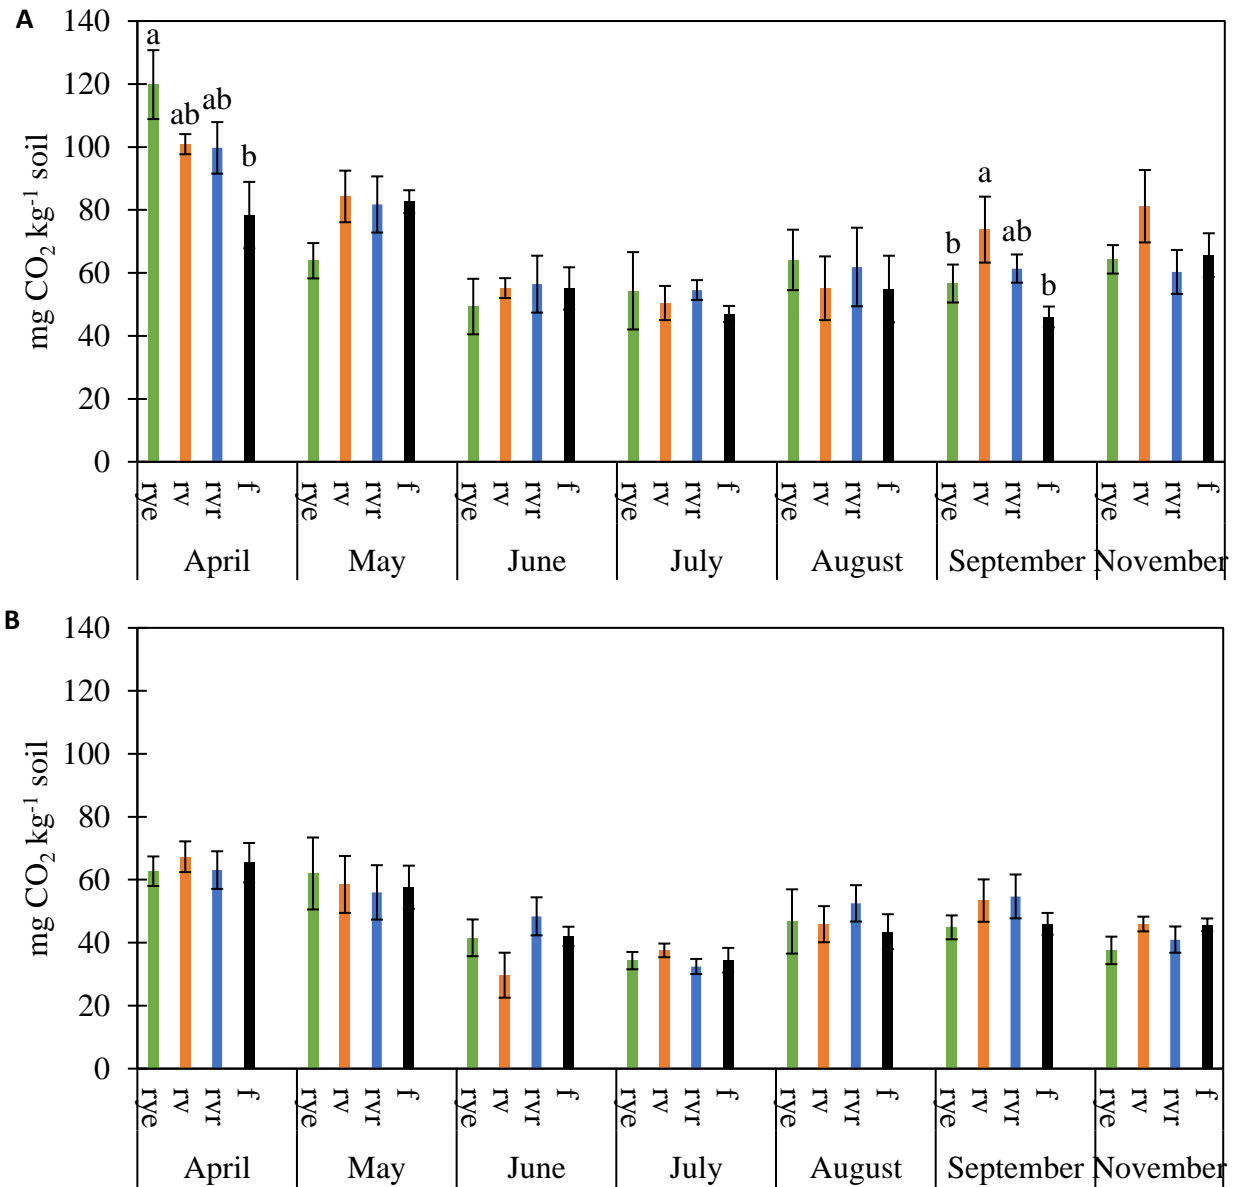 A
mg CO₂ kg⁻¹ soil
140
120
100
80
60
40
20
0
a
ab
ab
b
b
a
ab
b
rye rv rvr f rye rv rvr f rye rv rvr f rye rv rvr f rye rv rvr f rye rv rvr f rye rv rvr f
April May June July August September November
B
mg CO₂ kg⁻¹ soil
140
120
100
80
60
40
20
0
rye rv rvr f rye rv rvr f rye rv rvr f rye rv rvr f rye rv rvr f rye rv rvr f rye rv rvr f
April May June July August September November